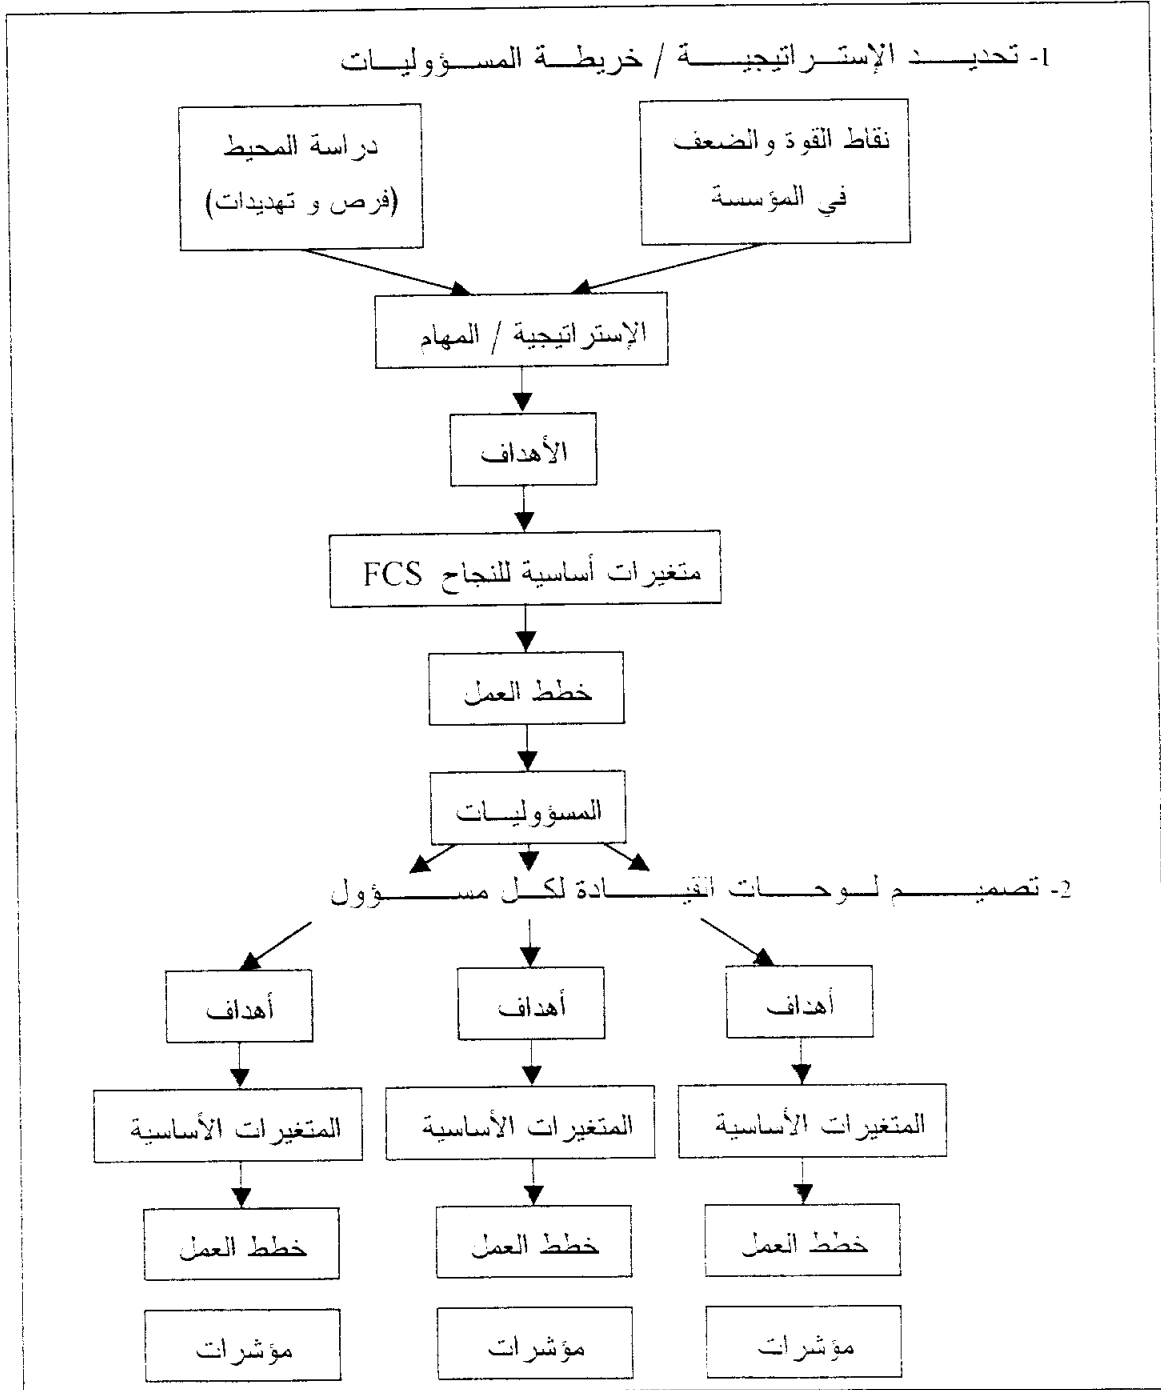 1- تحديد الإستراتيجية / خريطة المسؤوليات
نقاط القوة والضعف
في المؤسسة
دراسة المحيط
(فرص و تهديدات)
الإستراتيجية / المهام
الأهداف
متغيرات أساسية للنجاح FCS
خطط العمل
المسؤوليات
2- تصميم لوحات القيادة لكل مسؤول
أهداف
أهداف
أهداف
المتغيرات الأساسية
المتغيرات الأساسية
المتغيرات الأساسية
خطط العمل
خطط العمل
خطط العمل
مؤشرات
مؤشرات
مؤشرات